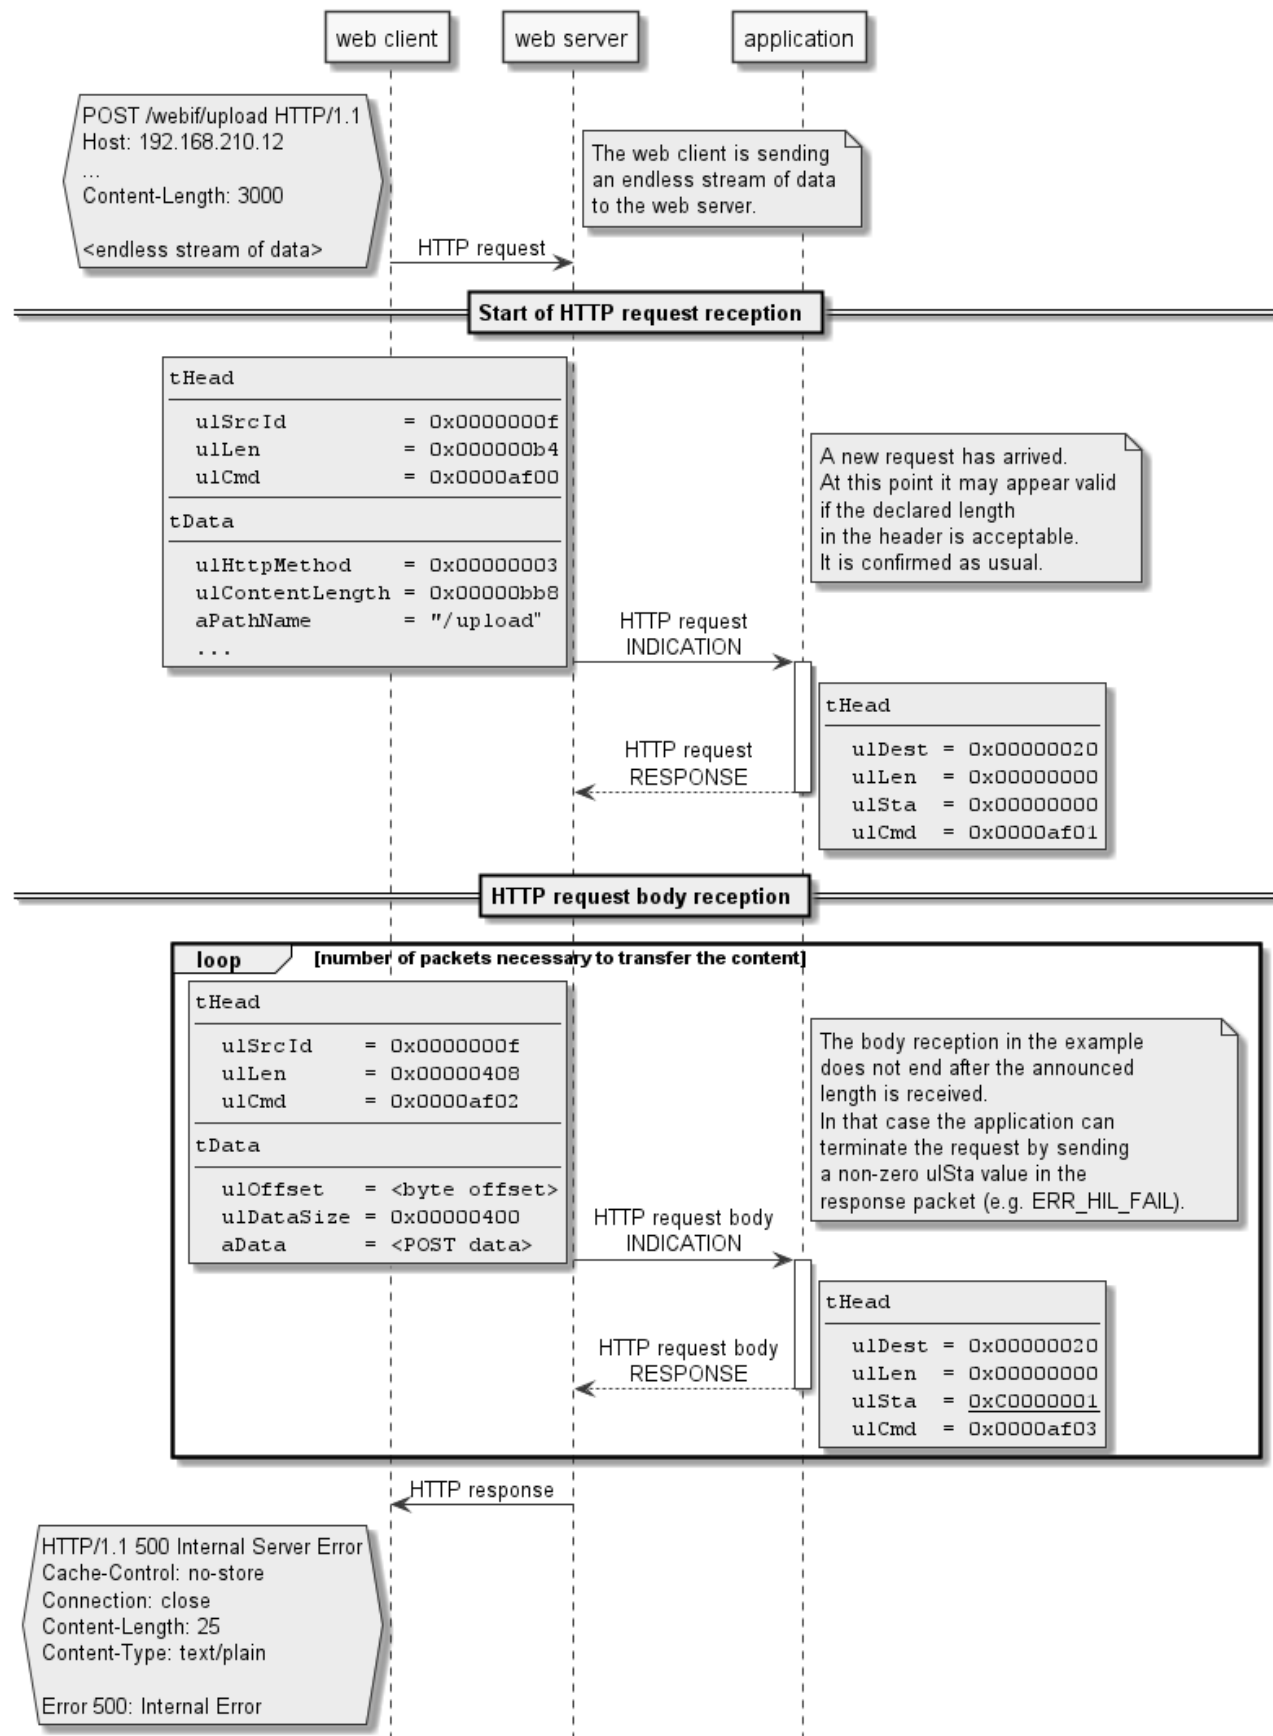 web client
web server
application
POST /webif/upload HTTP/1.1
Host: 192.168.210.12
...
Content-Length: 3000
<endless stream of data>
The web client is sending
an endless stream of data
to the web server.
HTTP request
Start of HTTP request reception
tHead
ulSrcId = 0x0000000f
ulLen = 0x000000b4
ulCmd = 0x0000af00
tData
ulHttpMethod = 0x00000003
ulContentLength = 0x00000bb8
aPathName = "/upload"
...
A new request has arrived.
At this point it may appear valid
if the declared length
in the header is acceptable.
It is confirmed as usual.
HTTP request
INDICATION
tHead
ulDest = 0x00000020
ulLen = 0x00000000
ulSta = 0x00000000
ulCmd = 0x0000af01
HTTP request
RESPONSE
HTTP request body reception
loop
[number of packets necessary to transfer the content]
tHead
ulSrcId = 0x0000000f
ulLen = 0x00000408
ulCmd = 0x0000af02
tData
ulOffset = <byte offset>
ulDataSize = 0x00000400
aData = <POST data>
The body reception in the example
does not end after the announced
length is received.
In that case the application can
terminate the request by sending
a non-zero ulSta value in the
response packet (e.g. ERR_HIL_FAIL).
HTTP request body
INDICATION
tHead
ulDest = 0x00000020
ulLen = 0x00000000
ulSta = 0xC0000001
ulCmd = 0x0000af03
HTTP request body
RESPONSE
HTTP response
HTTP/1.1 500 Internal Server Error
Cache-Control: no-store
Connection: close
Content-Length: 25
Content-Type: text/plain
Error 500: Internal Error